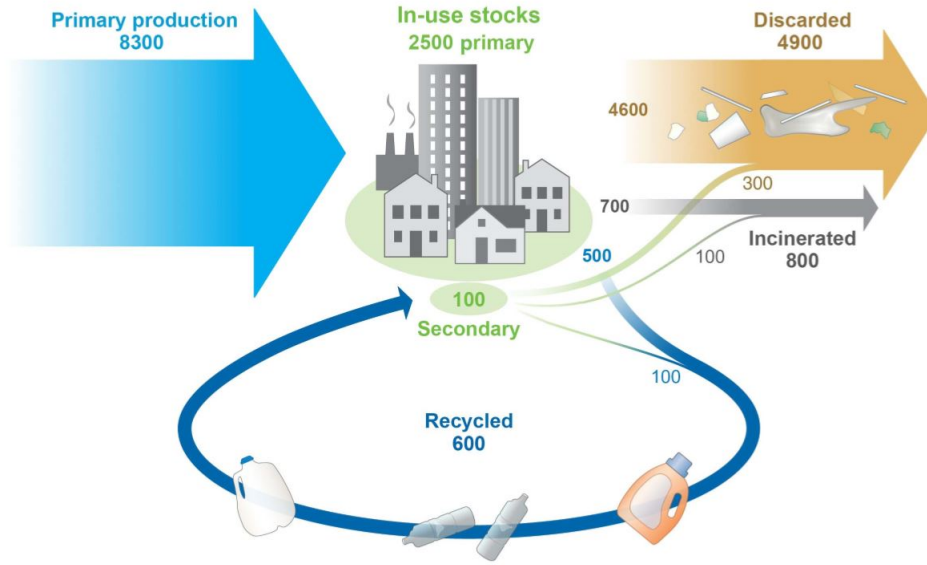 Primary production
8300
In-use stocks
2500 primary
Discarded
4900
4600
300
700
Incinerated
800
500
100
100
Secondary
100
Recycled
600